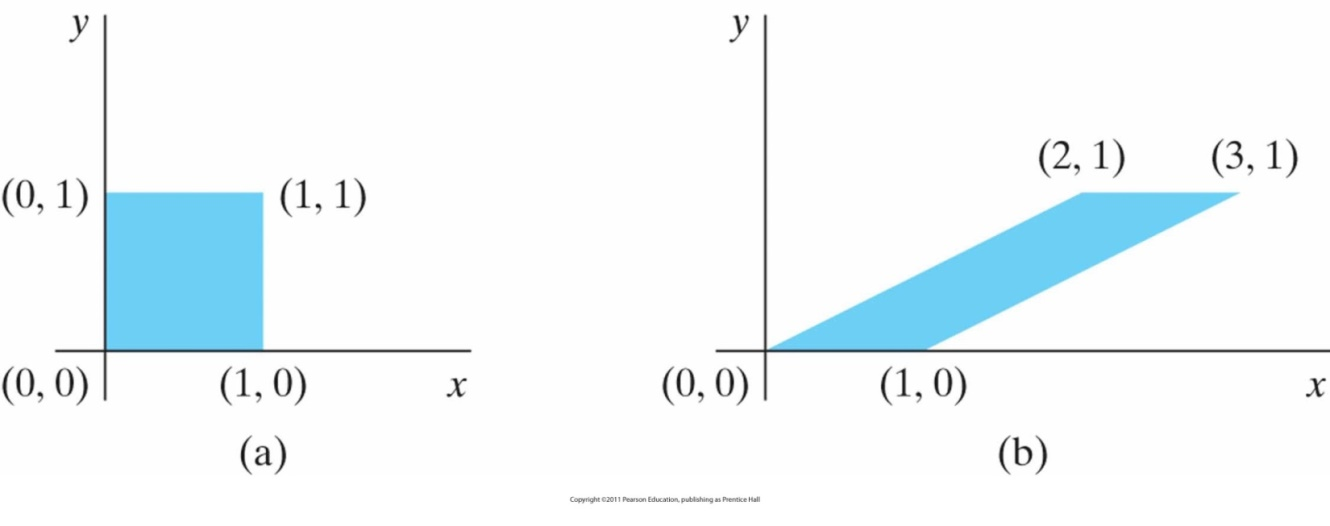 y
y
(2, 1)
(3, 1)
(0, 1)
(1, 1)
(0, 0)
(1, 0)
x
(0, 0)
(1, 0)
x
(a)
(b)
Copyright ©2011 Pearson Education, publishing as Prentice Hall